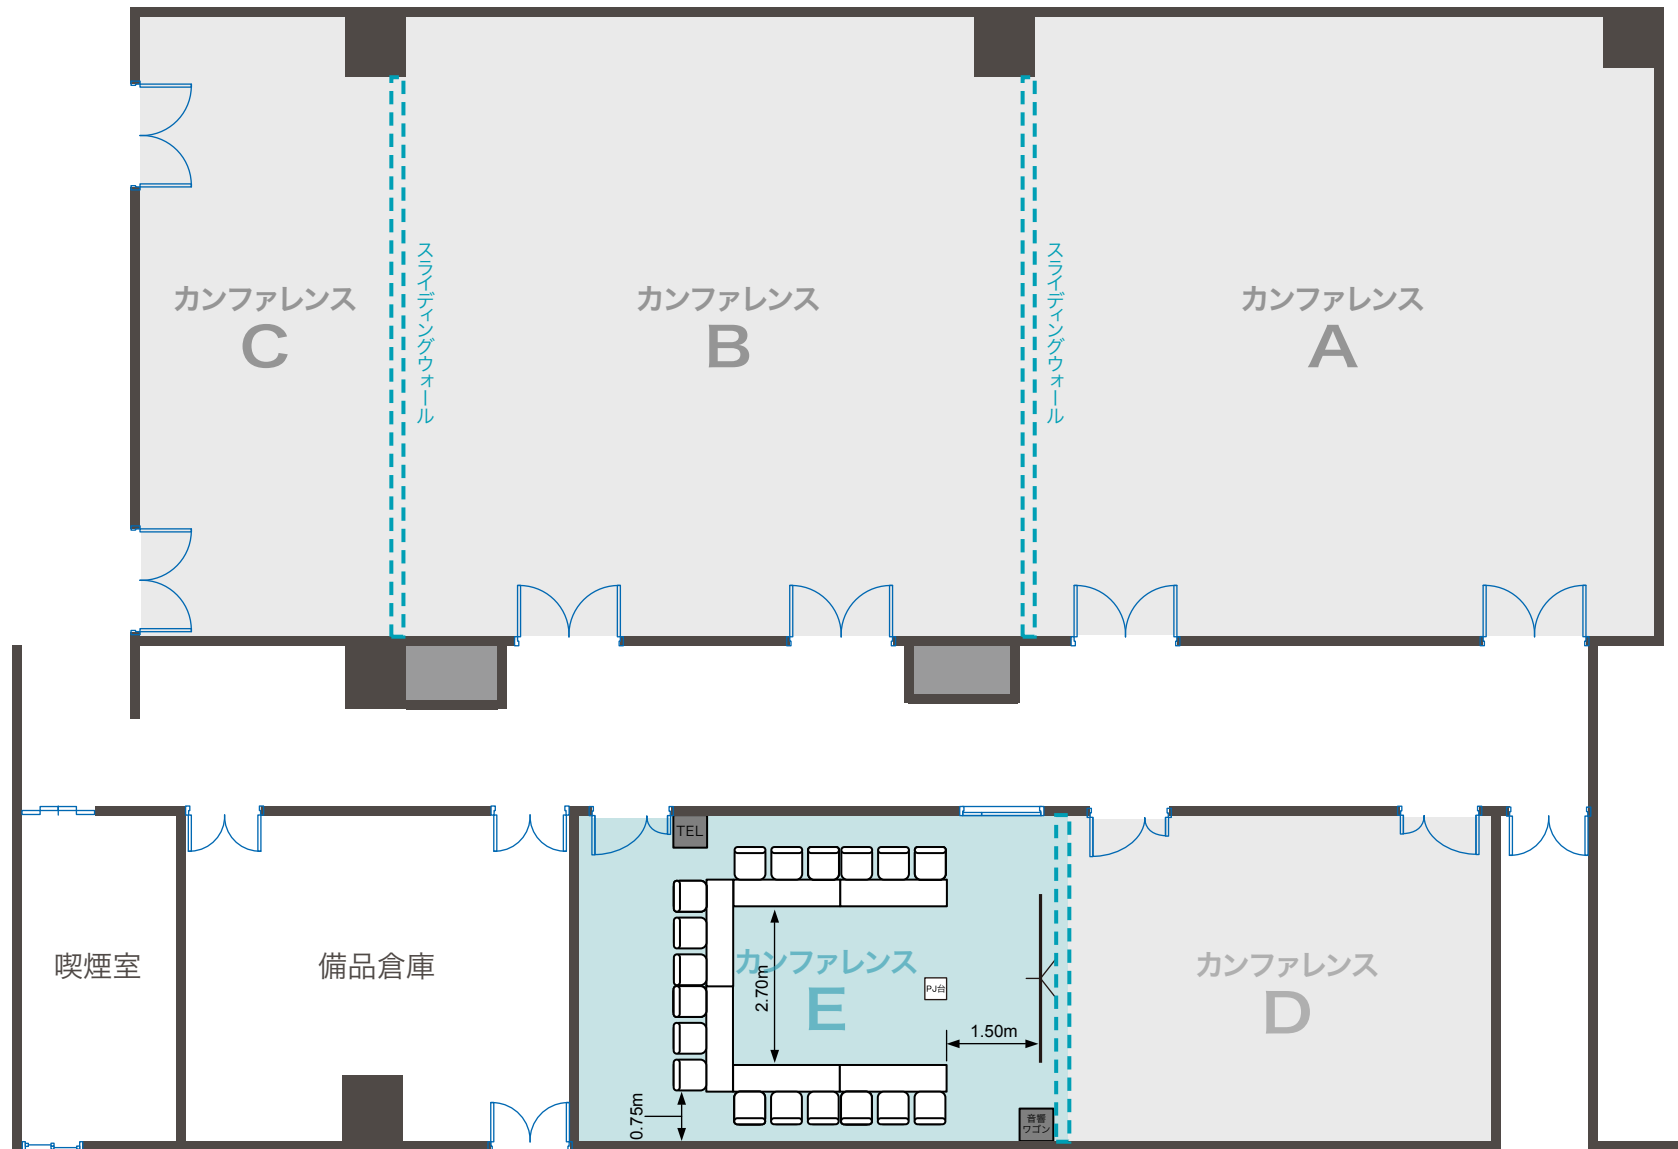 カンファレンス
C
スライディングウォール
カンファレンス
B
スライディングウォール
カンファレンス
A
喫煙室
備品倉庫
TEL
カンファレンス
E
2.70m
PJ台
1.50m
0.75m
音響
ワゴン
カンファレンス
D